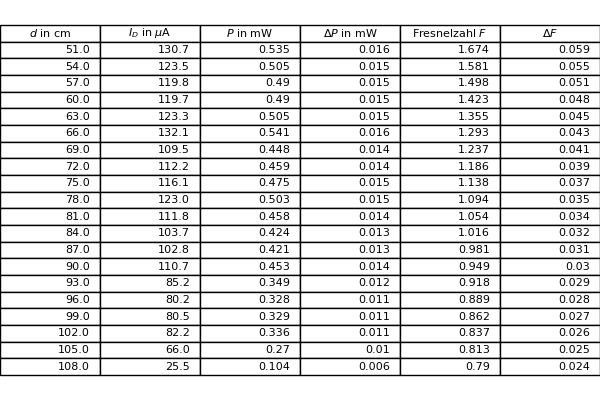 d in cm I_D in μA P in mW ΔP in mW Fresnelzahl F ΔF
51.0 130.7 0.535 0.016 1.674 0.059
54.0 123.5 0.505 0.015 1.581 0.055
57.0 119.8 0.49 0.015 1.498 0.051
60.0 119.7 0.49 0.015 1.423 0.048
63.0 123.3 0.505 0.015 1.355 0.045
66.0 132.1 0.541 0.016 1.293 0.043
69.0 109.5 0.448 0.014 1.237 0.041
72.0 112.2 0.459 0.014 1.186 0.039
75.0 116.1 0.475 0.015 1.138 0.037
78.0 123.0 0.503 0.015 1.094 0.035
81.0 111.8 0.458 0.014 1.054 0.034
84.0 103.7 0.424 0.013 1.016 0.032
87.0 102.8 0.421 0.013 0.981 0.031
90.0 110.7 0.453 0.014 0.949 0.03
93.0 85.2 0.349 0.012 0.918 0.029
96.0 80.2 0.328 0.011 0.889 0.028
99.0 80.5 0.329 0.011 0.862 0.027
102.0 82.2 0.336 0.011 0.837 0.026
105.0 66.0 0.27 0.01 0.813 0.025
108.0 25.5 0.104 0.006 0.79 0.024